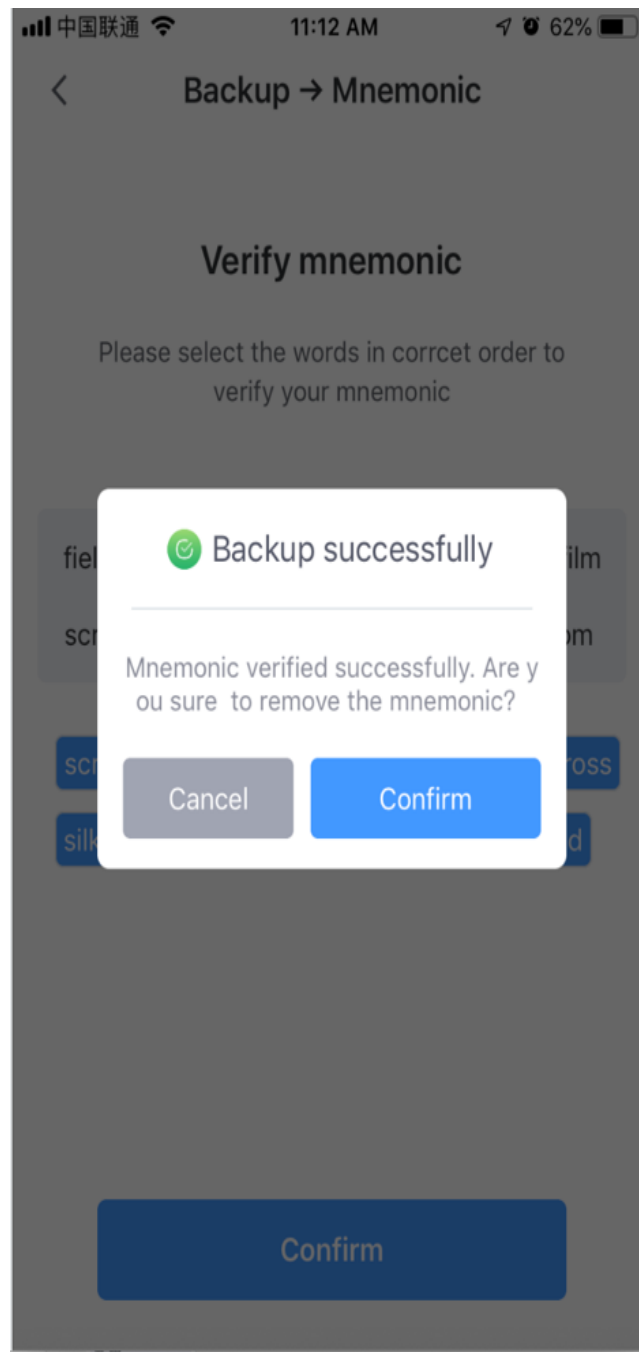 中国联通 11:12 AM 62%
Backup → Mnemonic
Verify mnemonic
Please select the words in corrcet order to
verify your mnemonic
Backup successfully
Mnemonic verified successfully. Are y
ou sure to remove the mnemonic?
Cancel Confirm
Confirm